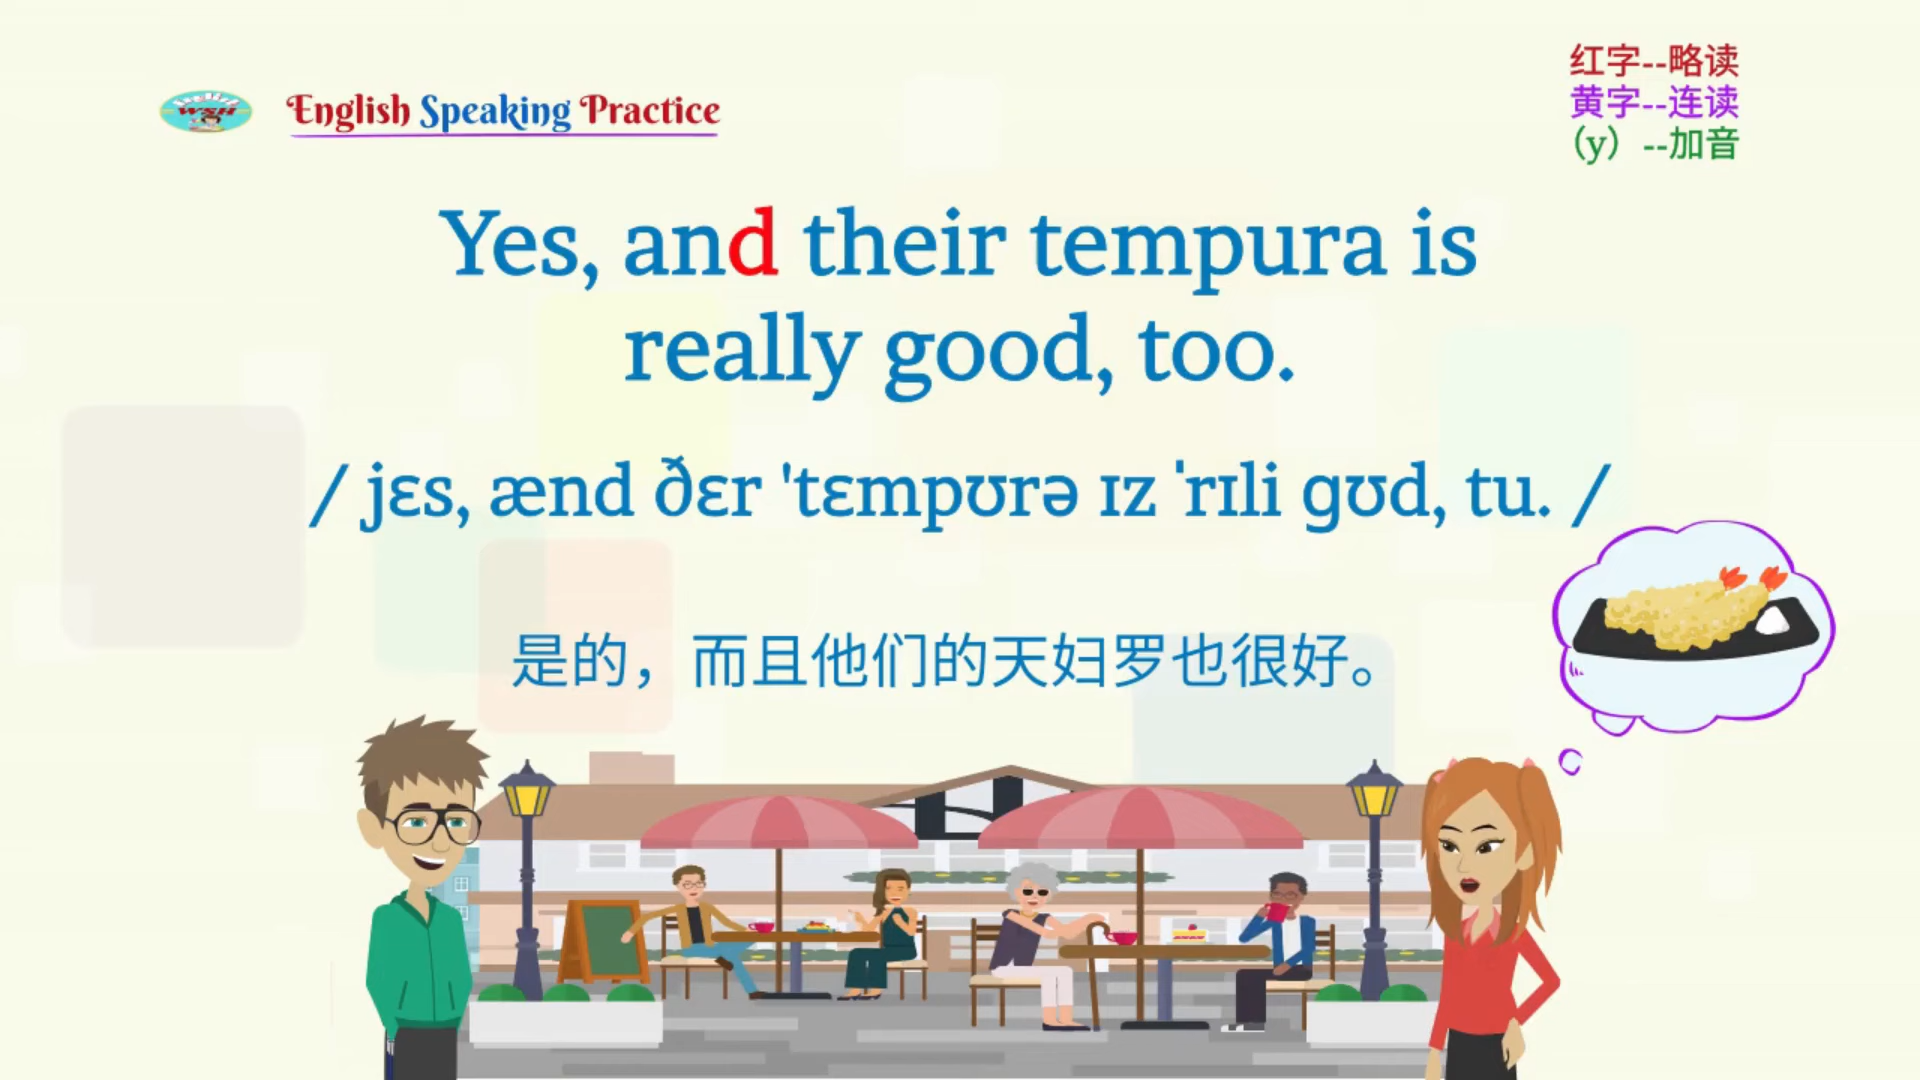 English Speaking Practice
红字--略读
黄字--连读
（y）--加音
Yes, and their tempura is
really good, too.
/ jɛs, ænd ðɛr 'tɛmpʊrə ɪz ˈrɪli ɡʊd, tu. /
是的，而且他们的天妇罗也很好。